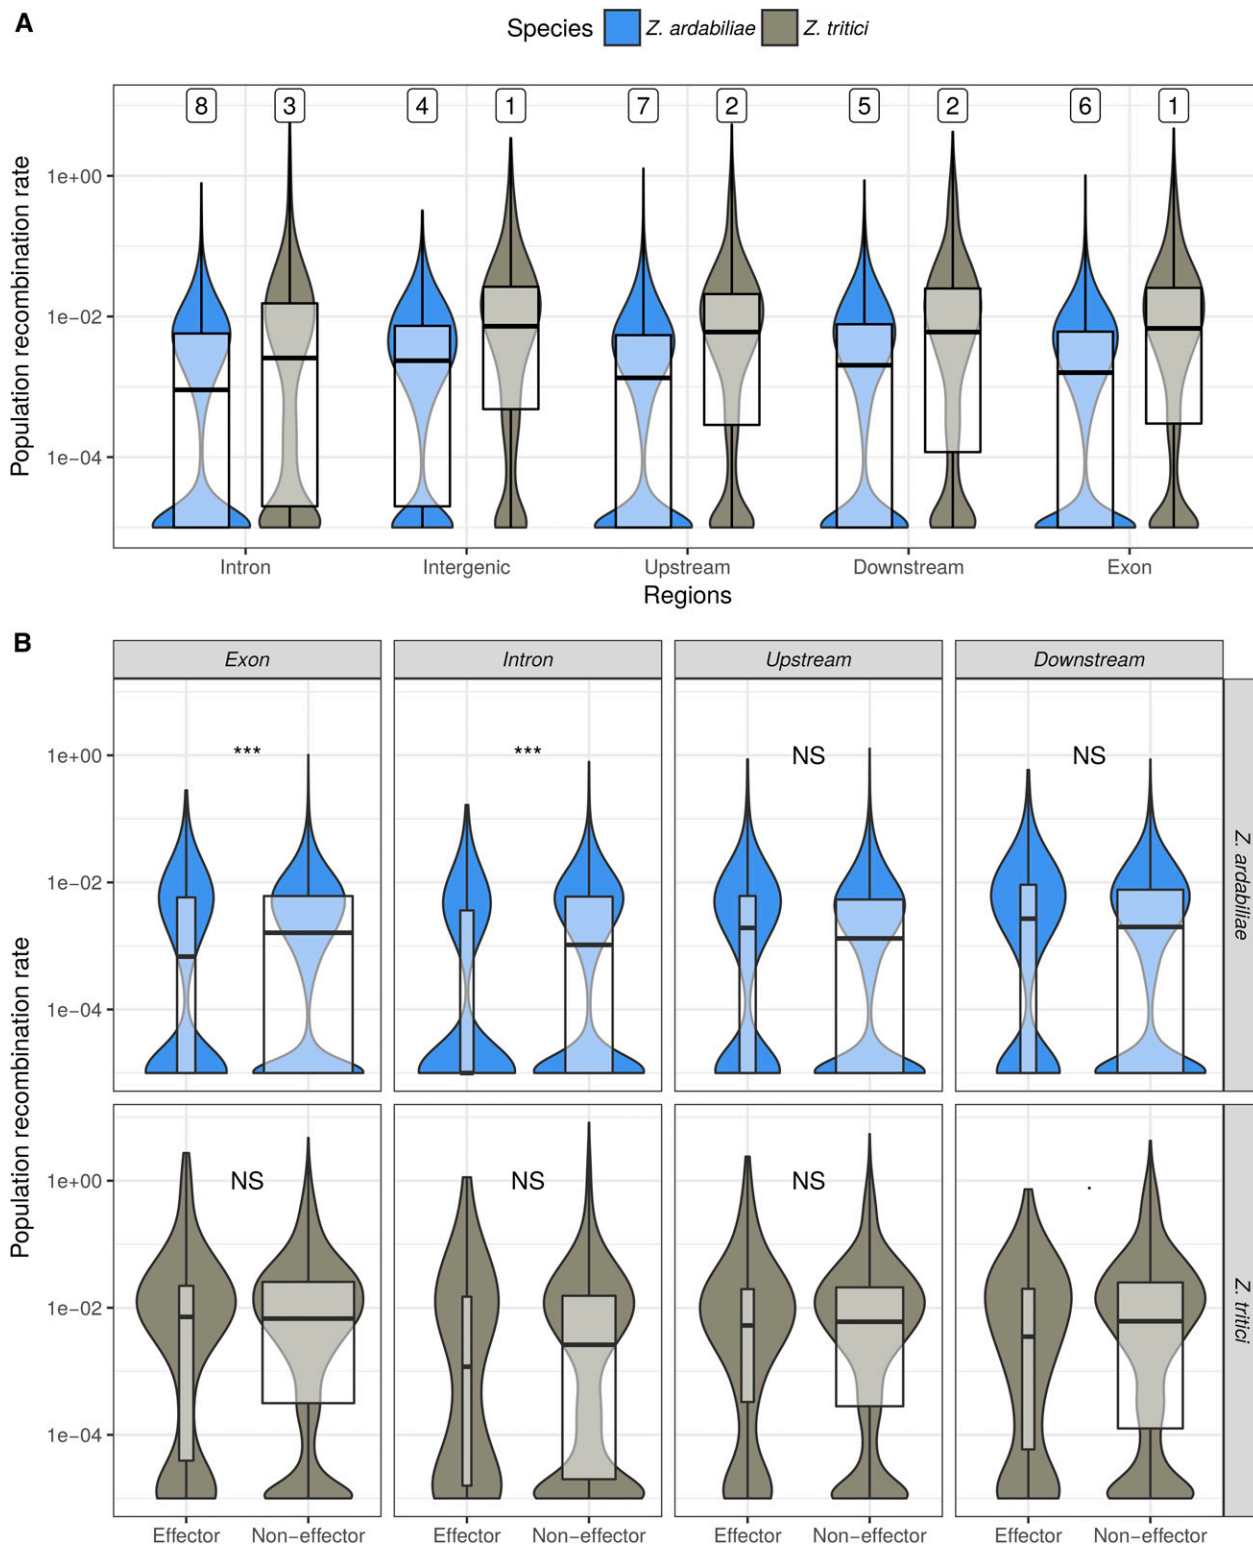 A
Species Z. ardabiliae Z. tritici
8 3 4 1 7 2 5 2 6 1
Population recombination rate
1e+00
1e−02
1e−04
Intron Intergenic Upstream Downstream Exon
Regions
B
Exon Intron Upstream Downstream
Population recombination rate
1e+00
1e−02
1e−04
*** *** NS NS
Z. ardabiliae
Population recombination rate
1e+00
1e−02
1e−04
NS NS NS .
Z. tritici
Effector Non−effector Effector Non−effector Effector Non−effector Effector Non−effector